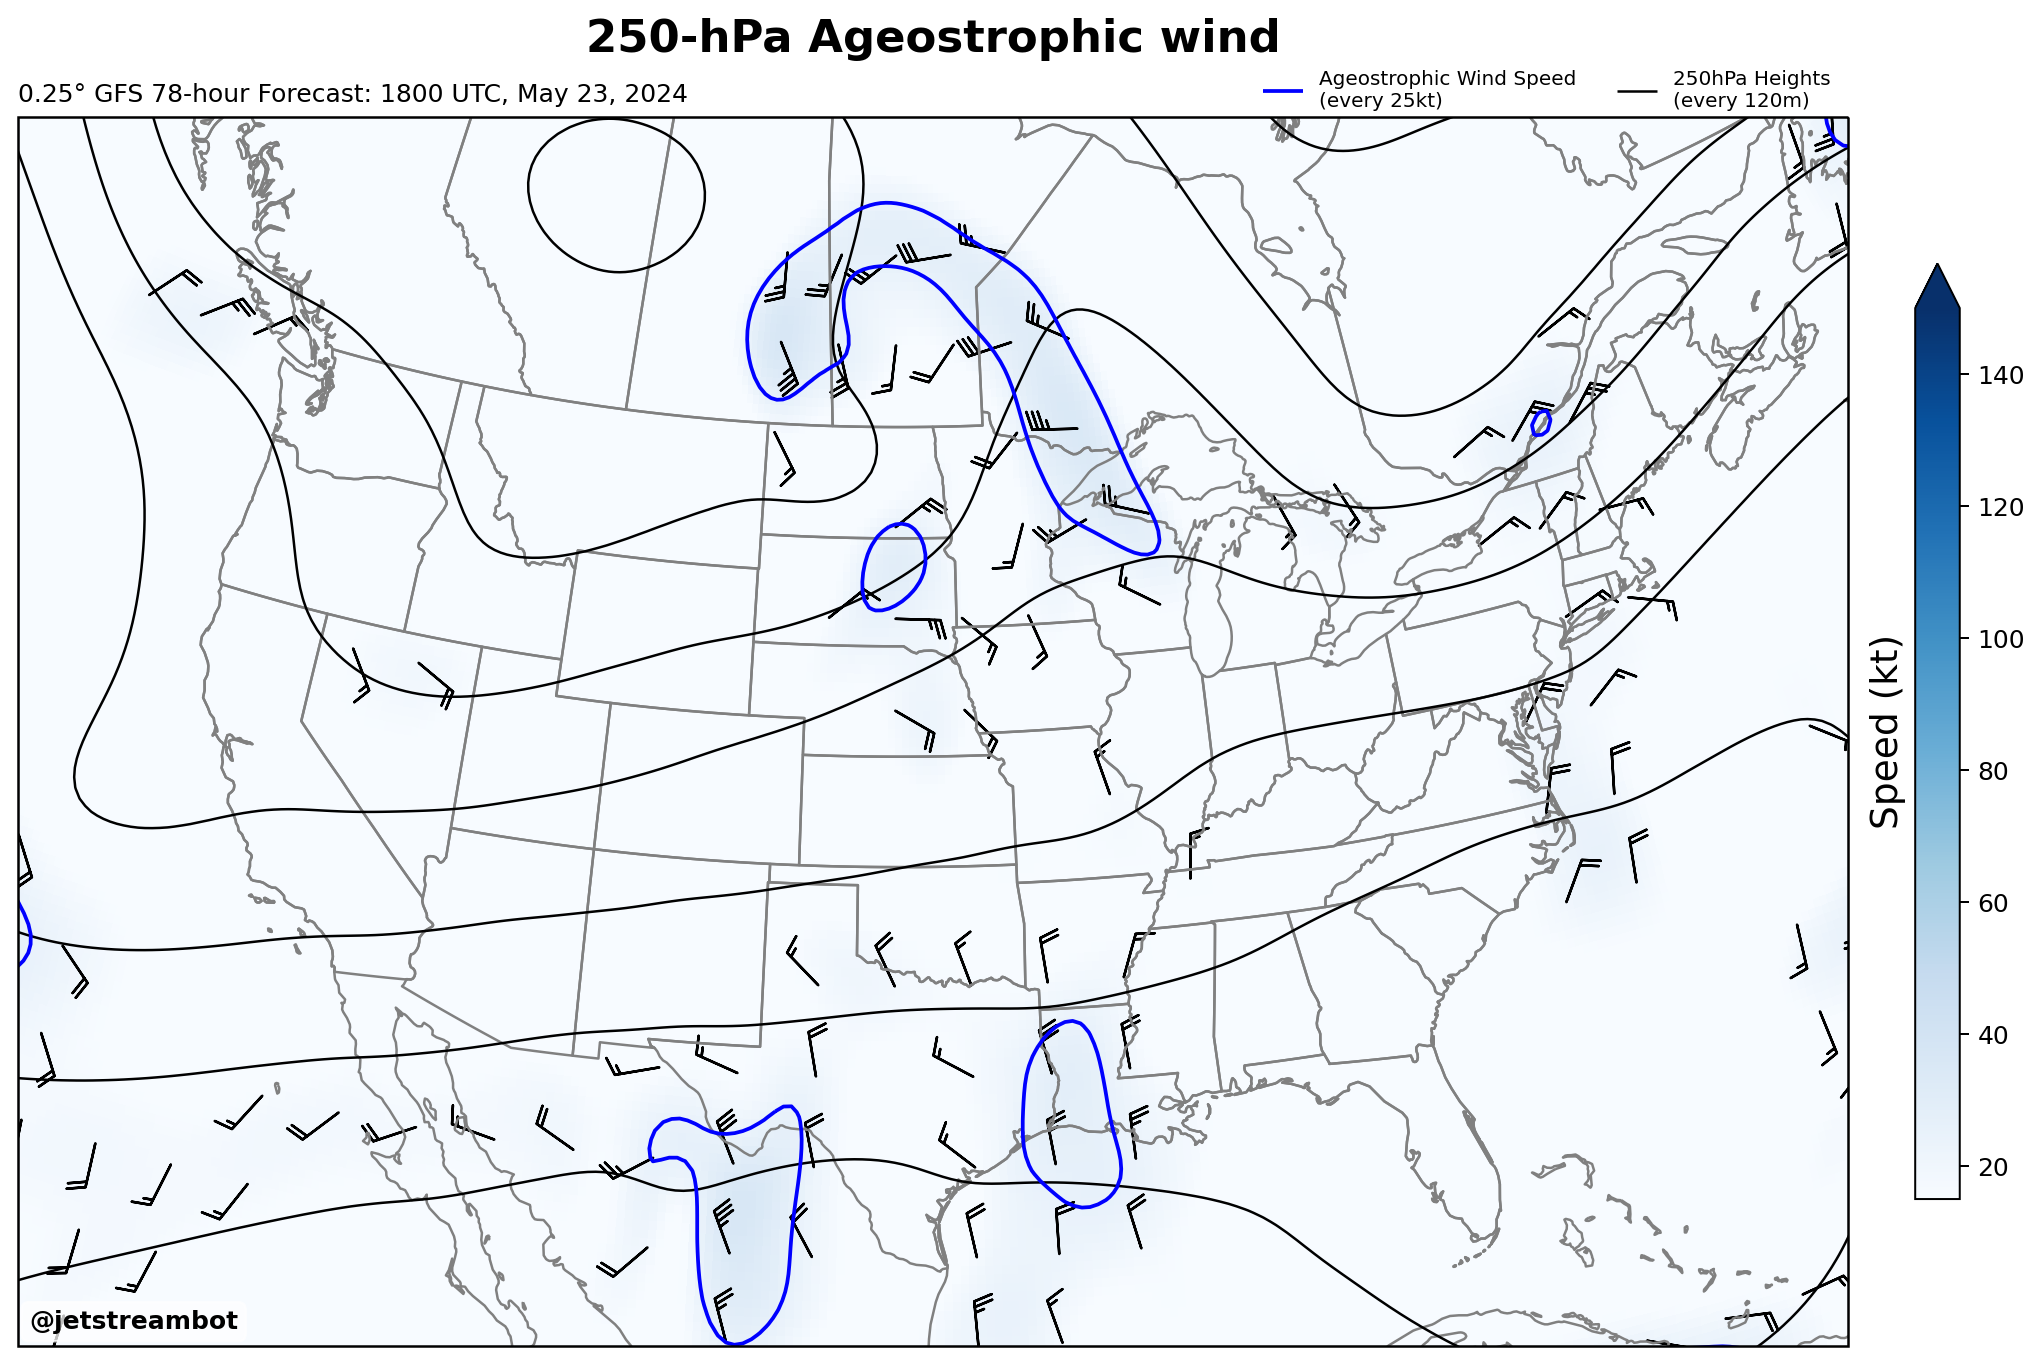 250-hPa Ageostrophic wind
0.25° GFS 78-hour Forecast: 1800 UTC, May 23, 2024
Ageostrophic Wind Speed
(every 25kt)
250hPa Heights
(every 120m)
140
120
100
80
60
40
20
Speed (kt)
@jetstreambot